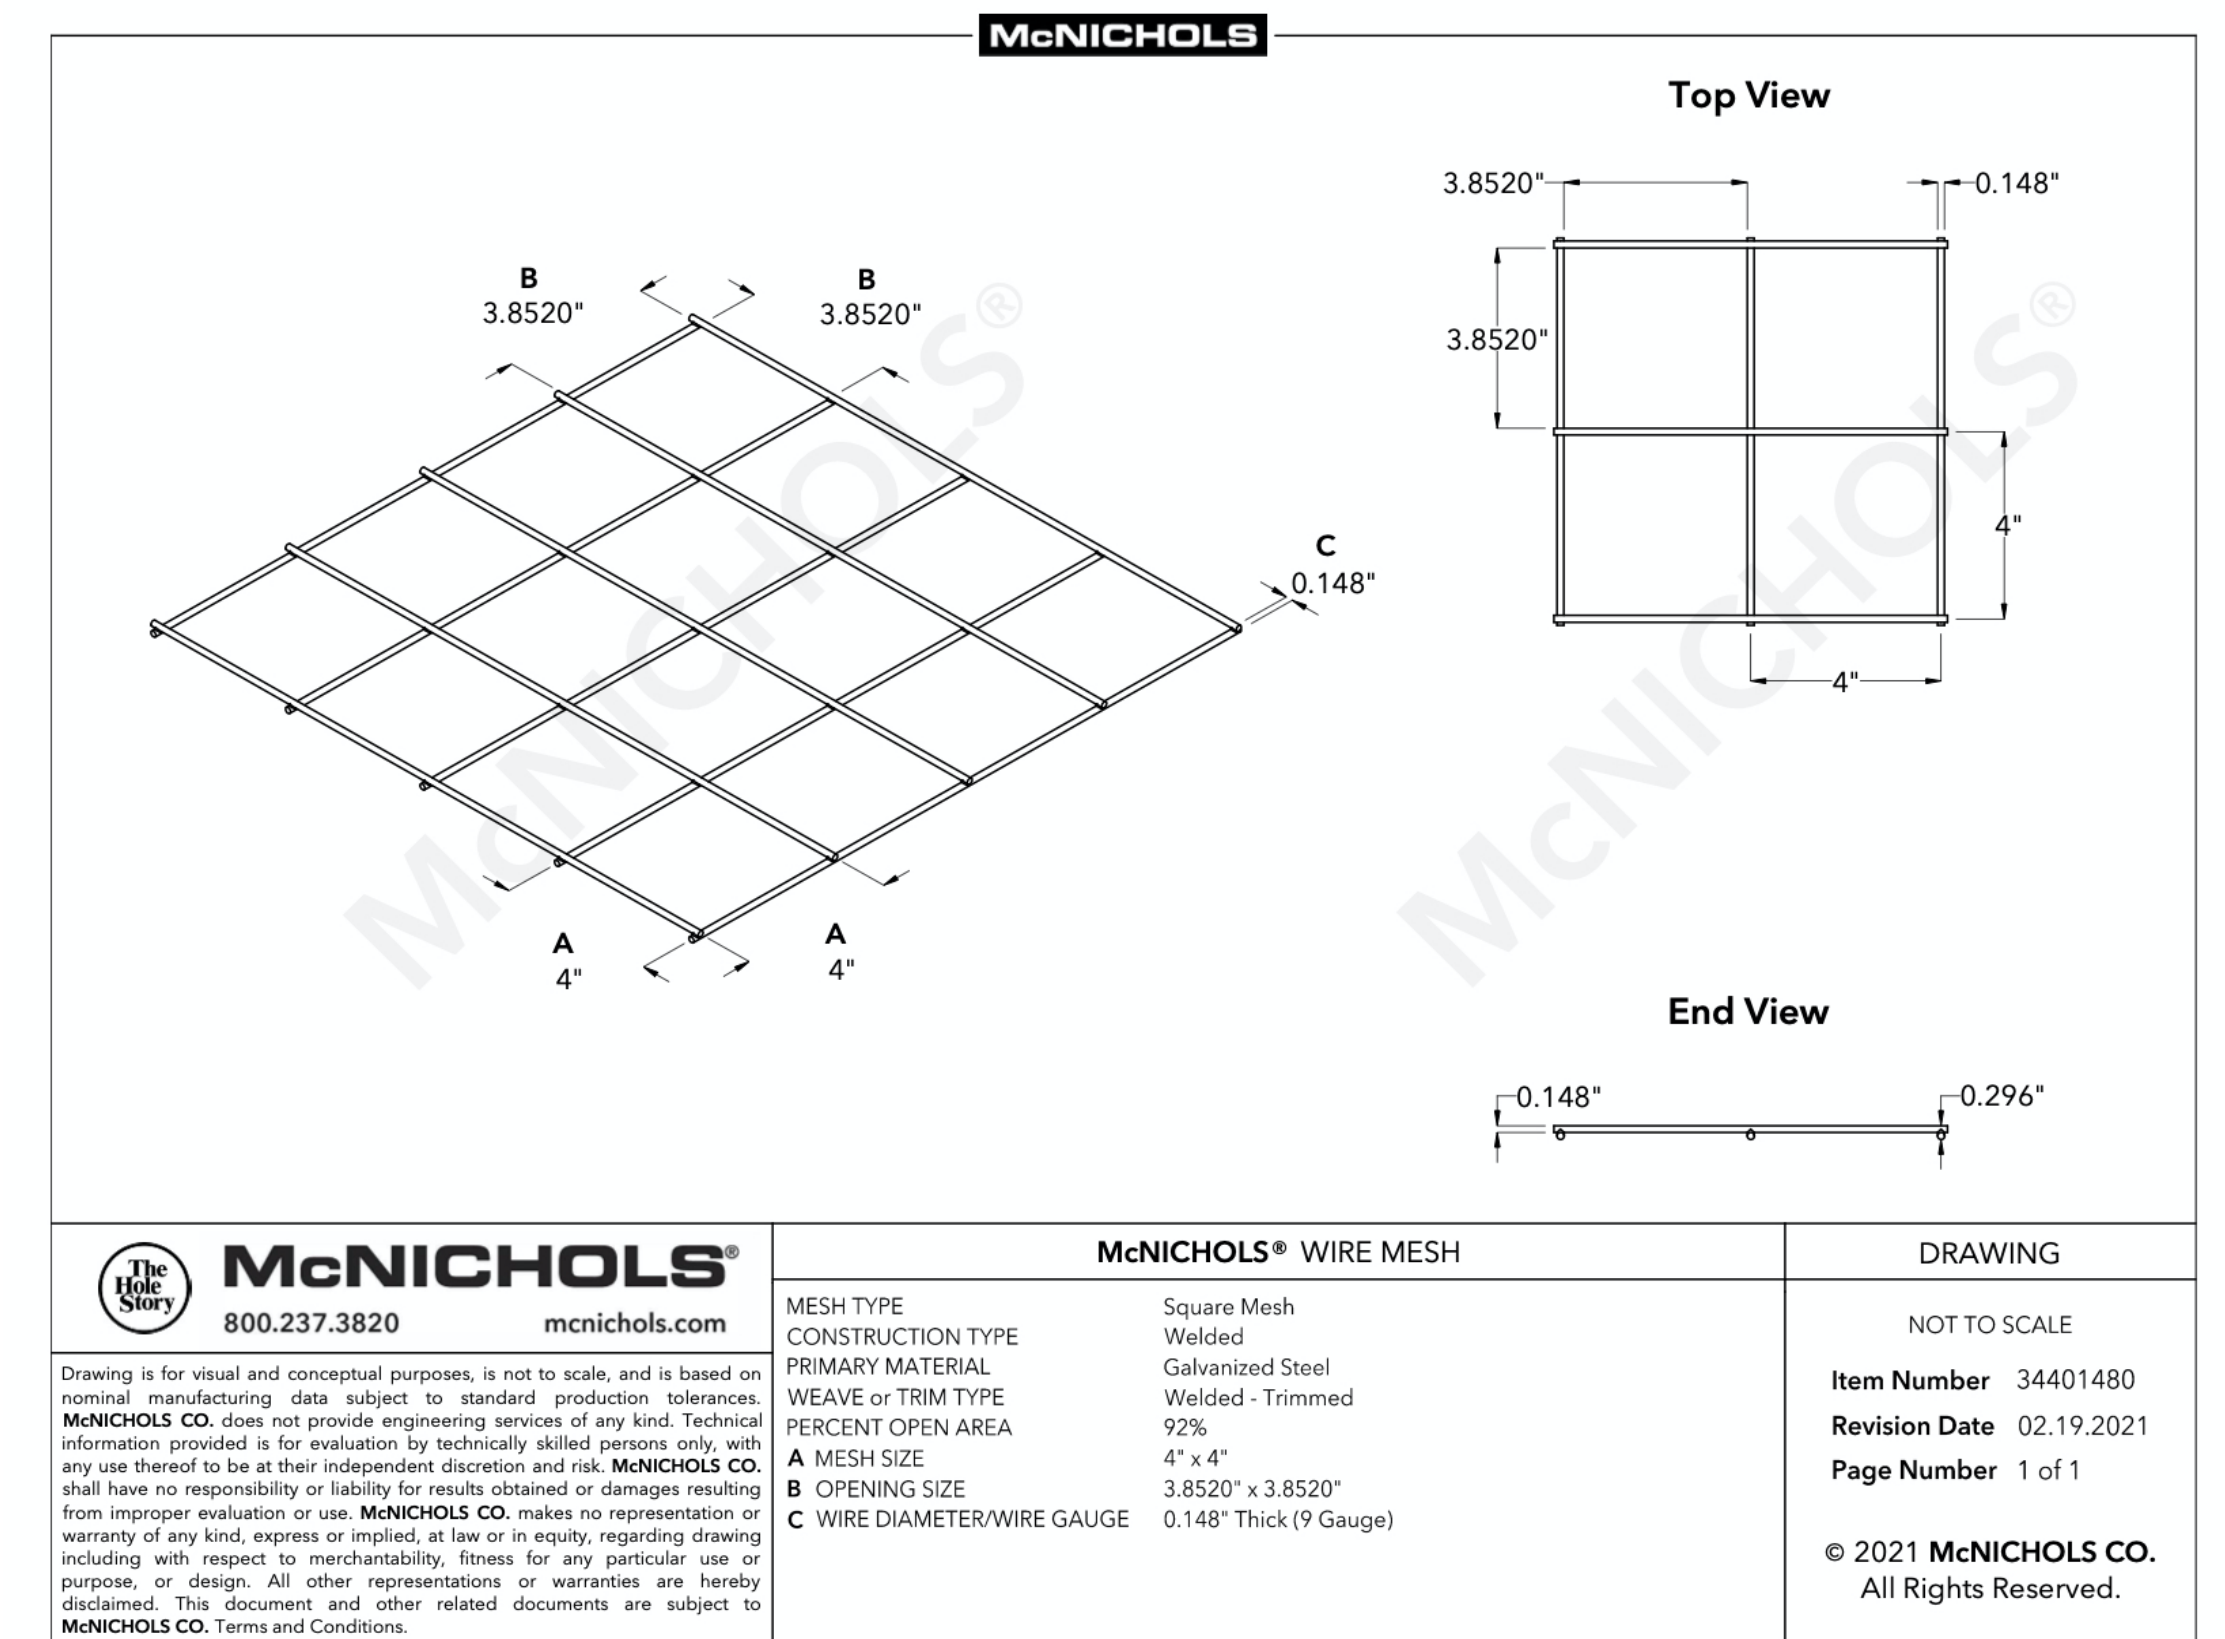 McNICHOLS
Top View
3.8520"
0.148"
3.8520"
4"
4"
B
3.8520"
B
3.8520"
C
0.148"
A
4"
A
4"
McNICHOLS®
McNICHOLS®
End View
0.148"
0.296"
The
Hole
Story
McNICHOLS®
800.237.3820 mcnichols.com
Drawing is for visual and conceptual purposes, is not to scale, and is based on
nominal manufacturing data subject to standard production tolerances.
McNICHOLS CO. does not provide engineering services of any kind. Technical
information provided is for evaluation by technically skilled persons only, with
any use thereof to be at their independent discretion and risk. McNICHOLS CO.
shall have no responsibility or liability for results obtained or damages resulting
from improper evaluation or use. McNICHOLS CO. makes no representation or
warranty of any kind, express or implied, at law or in equity, regarding drawing
including with respect to merchantability, fitness for any particular use or
purpose, or design. All other representations or warranties are hereby
disclaimed. This document and other related documents are subject to
McNICHOLS CO. Terms and Conditions.
McNICHOLS® WIRE MESH
MESH TYPE Square Mesh
CONSTRUCTION TYPE Welded
PRIMARY MATERIAL Galvanized Steel
WEAVE or TRIM TYPE Welded - Trimmed
PERCENT OPEN AREA 92%
A MESH SIZE 4" x 4"
B OPENING SIZE 3.8520" x 3.8520"
C WIRE DIAMETER/WIRE GAUGE 0.148" Thick (9 Gauge)
DRAWING
NOT TO SCALE
Item Number 34401480
Revision Date 02.19.2021
Page Number 1 of 1
© 2021 McNICHOLS CO.
All Rights Reserved.